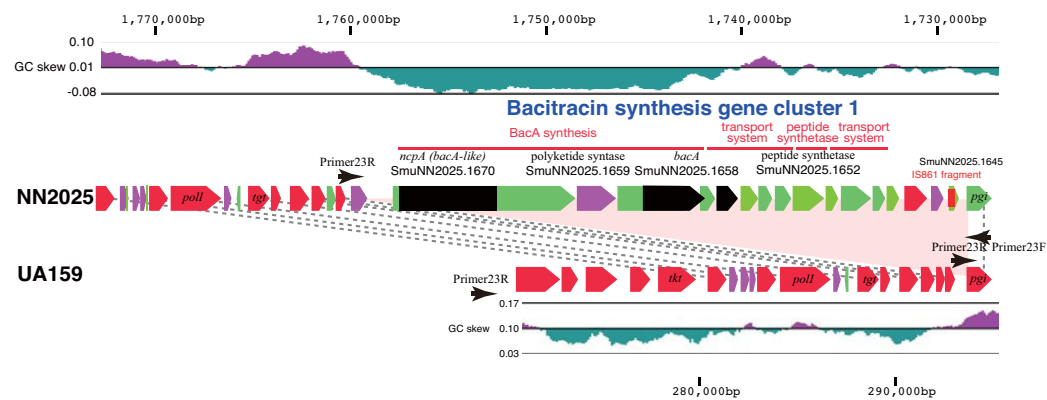 1,770,000bp 1,760,000bp 1,750,000bp 1,740,000bp 1,730,000bp
0.10
GC skew 0.01
-0.08
Bacitracin synthesis gene cluster 1
BacA synthesis
transport system
peptide synthetase
transport system
Primer23R
ncpA (bacA-like)
SmuNN2025.1670
polyketide syntase
SmuNN2025.1659
bacA
SmuNN2025.1658
peptide synthetase
SmuNN2025.1652
SmuNN2025.1645
IS861 fragment
NN2025
polI
tgt
pgi
Primer23R Primer23F
UA159
Primer23R
tkt
polI
tgt
pgi
0.17
GC skew 0.10
0.03
280,000bp 290,000bp